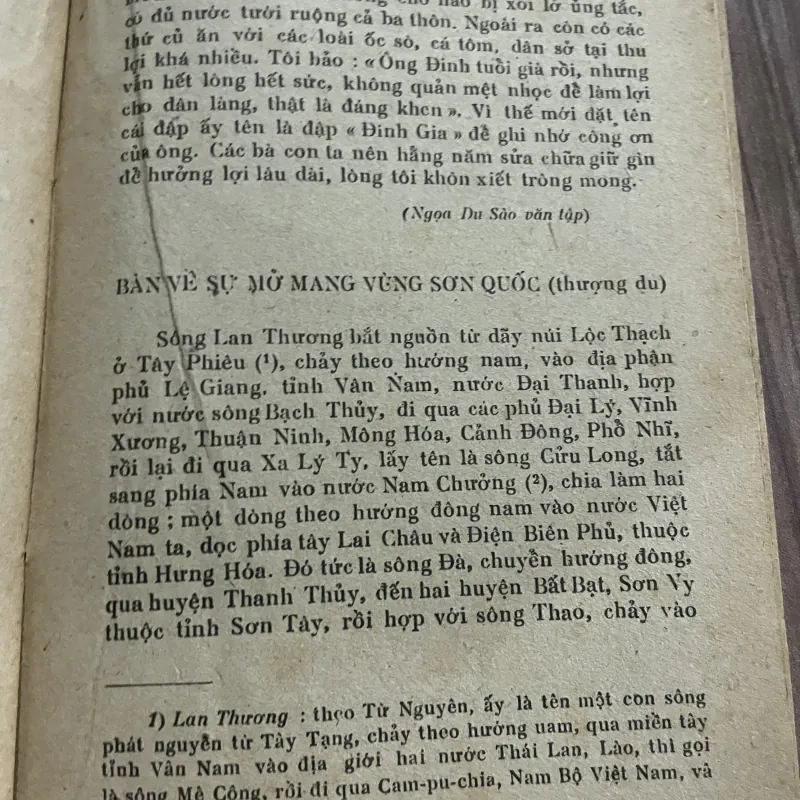 cho nào bị xói lở ủng tắc,
có đủ nước tưới ruộng cả ba thôn. Ngoài ra còn có các
thứ củ ăn với các loài ốc sò, cá tôm, dân sở tại thu
lợi khá nhiều. Tôi bảo : « Ông Đinh tuổi già rồi, nhưng
vẫn hết lòng hết sức, không quản mệt nhọc để làm lợi
cho dân làng, thật là đáng khen ». Vì thế mới đặt tên
cái đập ấy tên là đập « Đinh Gia » để ghi nhớ công ơn
của ông. Các bà con ta nên hằng năm sửa chữa giữ gìn
để hưởng lợi lâu dài, lòng tôi khôn xiết tròng mong.
(Ngọa Du Sào văn tập)
BÀN VỀ SỰ MỞ MANG VÙNG SƠN QUỐC (thượng du)
Sông Lan Thương bắt nguồn từ dãy núi Lộc Thạch
ở Tây Phiêu (¹), chảy theo hướng nam, vào địa phận
phủ Lệ Giang, tỉnh Vân Nam, nước Đại Thanh, hợp
với nước sông Bạch Thủy, đi qua các phủ Đại Lý, Vĩnh
Xương, Thuận Ninh, Mông Hóa, Cảnh Đông, Phồ Nhĩ,
rồi lại đi qua Xa Lý Ty, lấy tên là sông Cửu Long, tắt
sang phía Nam vào nước Nam Chưởng (²), chia làm hai
dòng ; một dòng theo hướng đông nam vào nước Việt
Nam ta, dọc phía tây Lai Châu và Điện Biên Phủ, thuộc
tỉnh Hưng Hóa. Đó tức là sông Đà, chuyển hướng đông,
qua huyện Thanh Thủy, đến hai huyện Bất Bạt, Sơn Vy
thuộc tỉnh Sơn Tây, rồi hợp với sông Thao, chảy vào
1) Lan Thương : theo Từ Nguyên, ấy là tên một con sông
phát nguyên từ Tây Tạng, chảy theo hướng uam, qua miền tây
tỉnh Vân Nam vào địa giới hai nước Thái Lan, Lào, thì gọi
là sông Mê Công, rồi đi qua Cam-pu-chia, Nam Bộ Việt Nam, và